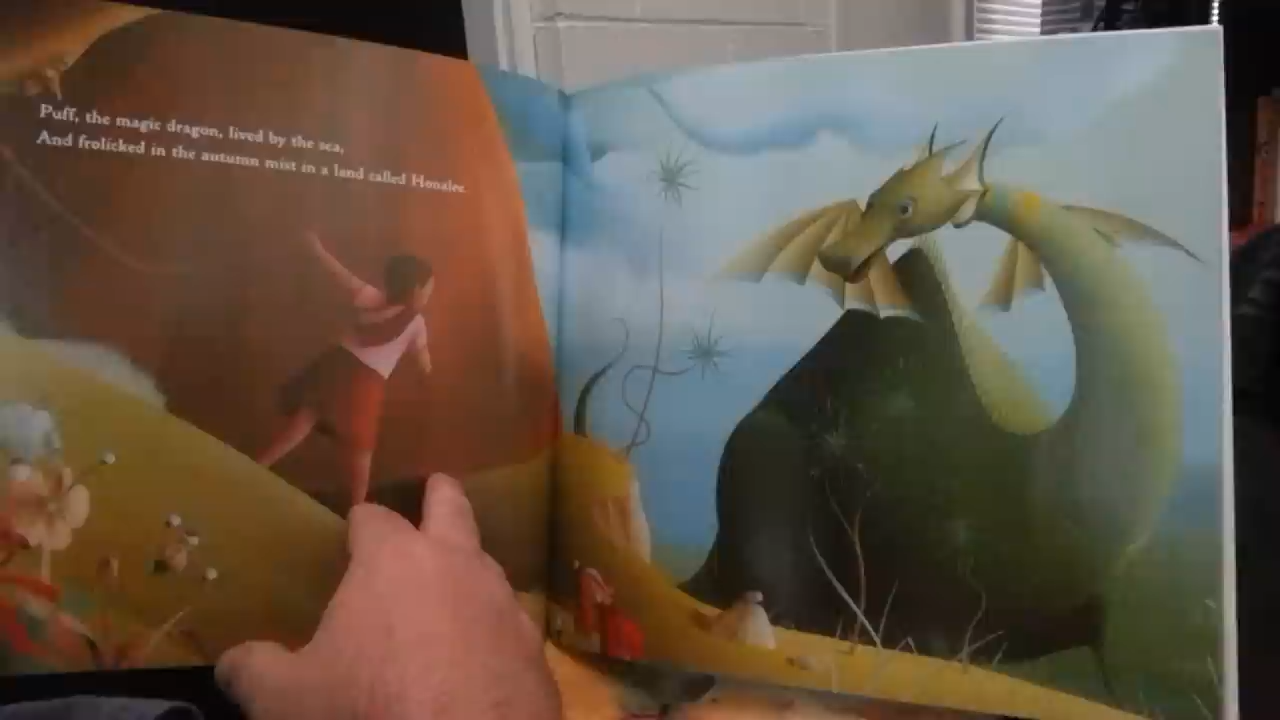 Puff, the magic dragon, lived by the sea,
And frolicked in the autumn mist in a land called Honalee.